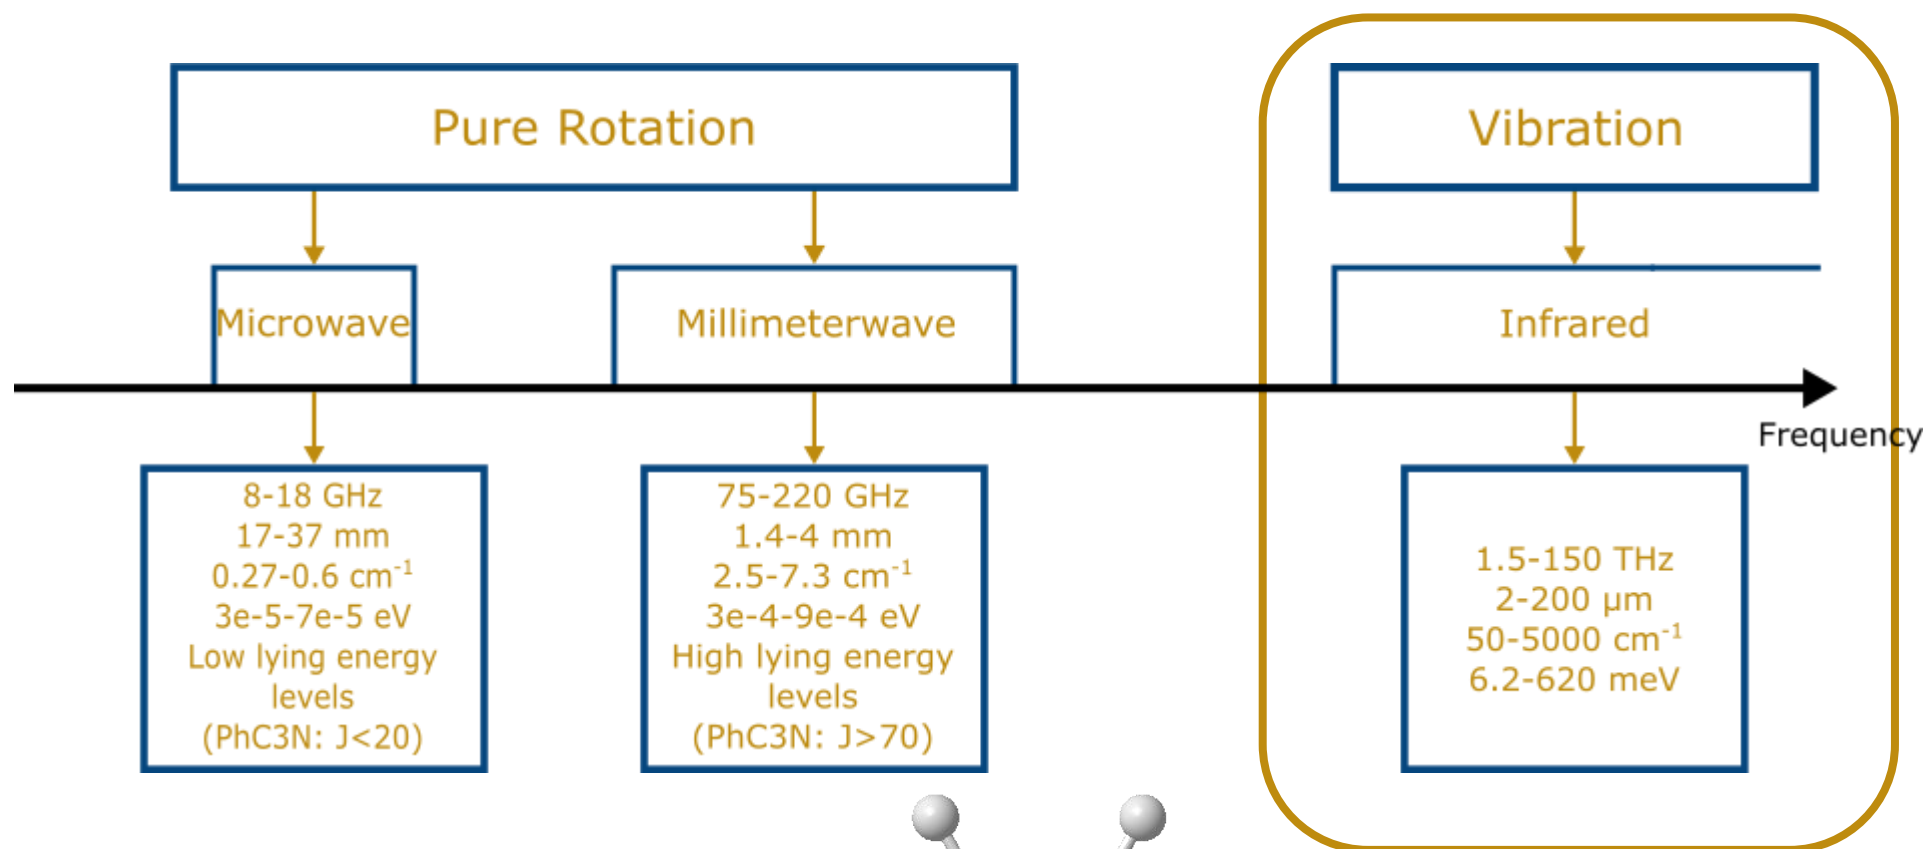 Pure Rotation
Vibration
Microwave
Millimeterwave
Infrared
Frequency
8-18 GHz
17-37 mm
0.27-0.6 cm⁻¹
3e-5-7e-5 eV
Low lying energy
levels
(PhC3N: J<20)
75-220 GHz
1.4-4 mm
2.5-7.3 cm⁻¹
3e-4-9e-4 eV
High lying energy
levels
(PhC3N: J>70)
1.5-150 THz
2-200 µm
50-5000 cm⁻¹
6.2-620 meV